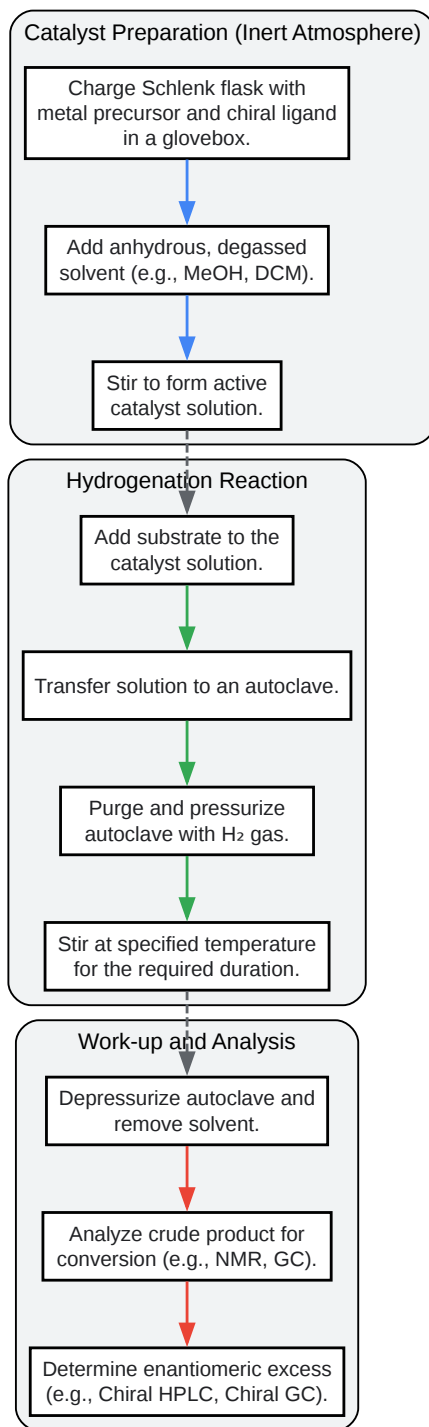 Catalyst Preparation (Inert Atmosphere)
Charge Schlenk flask with
metal precursor and chiral ligand
in a glovebox.
Add anhydrous, degassed
solvent (e.g., MeOH, DCM).
Stir to form active
catalyst solution.
Hydrogenation Reaction
Add substrate to the
catalyst solution.
Transfer solution to an autoclave.
Purge and pressurize
autoclave with H₂ gas.
Stir at specified temperature
for the required duration.
Work-up and Analysis
Depressurize autoclave and
remove solvent.
Analyze crude product for
conversion (e.g., NMR, GC).
Determine enantiomeric excess
(e.g., Chiral HPLC, Chiral GC).